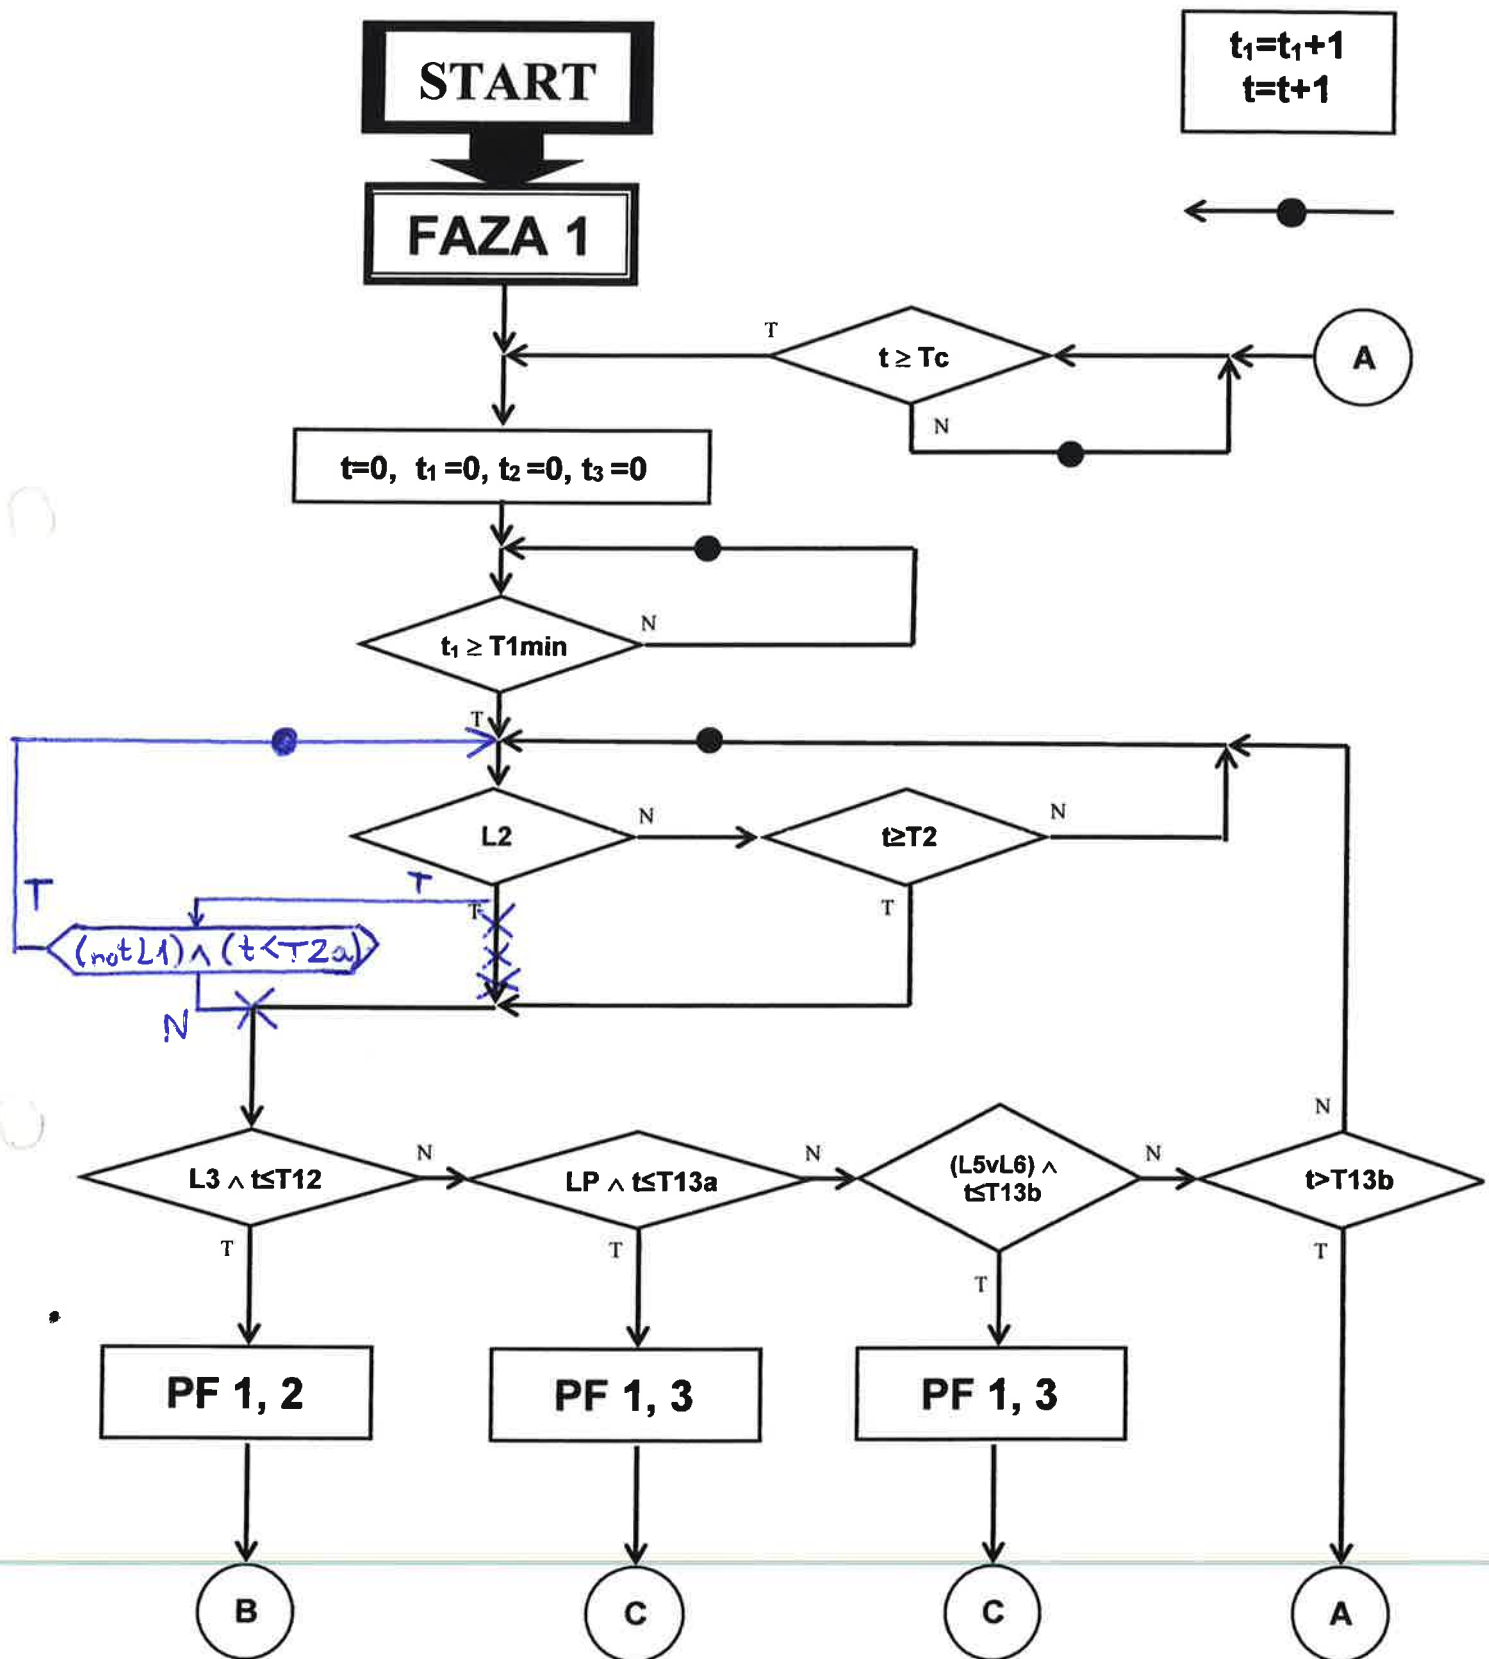 START
t₁=t₁+1
t=t+1
FAZA 1
T
t ≥ Tc
A
N
t=0, t₁ =0, t₂ =0, t₃ =0
t₁ ≥ T1min
N
T
L2
N
t≥T2
N
T
T
T
T
(not L1) ∧ (t<T2a)
N
N
L3 ∧ t≤T12
N
LP ∧ t≤T13a
N
(L5vL6) ∧
t≤T13b
N
t>T13b
T
T
T
T
PF 1, 2
PF 1, 3
PF 1, 3
B
C
C
A